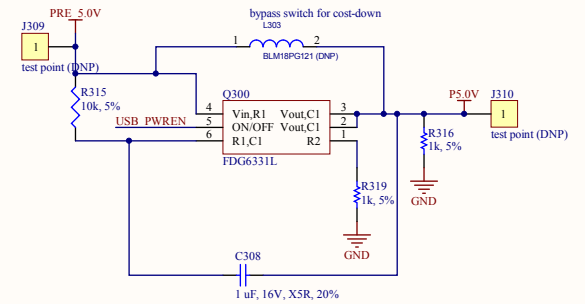 PRE_5.0V
bypass switch for cost-down
J309
L303
1
1
2
BLM18PG121 (DNP)
test point (DNP)
R315
10k, 5%
Q300
P5.0V
J310
4
Vin,R1
Vout,C1
3
1
USB_PWREN
5
ON/OFF
Vout,C1
2
R316
test point (DNP)
6
R1,C1
R2
1
1k, 5%
FDG6331L
R319
1k, 5%
GND
GND
C308
1 uF, 16V, X5R, 20%